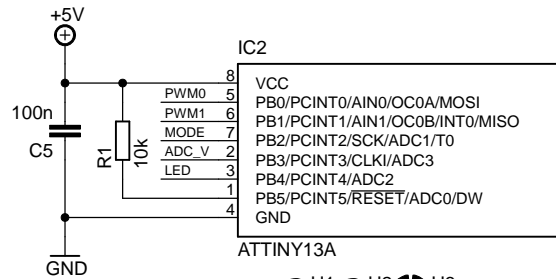 +5V
IC2
8 VCC
PWM0 5 PB0/PCINT0/AIN0/OC0A/MOSI
PWM1 6 PB1/PCINT1/AIN1/OC0B/INT0/MISO
MODE 7 PB2/PCINT2/SCK/ADC1/T0
ADC_V 2 PB3/PCINT3/CLKI/ADC3
LED 3 PB4/PCINT4/ADC2
1 PB5/PCINT5/RESET/ADC0/DW
4 GND
100n
C5
R1
10k
ATTINY13A
GND